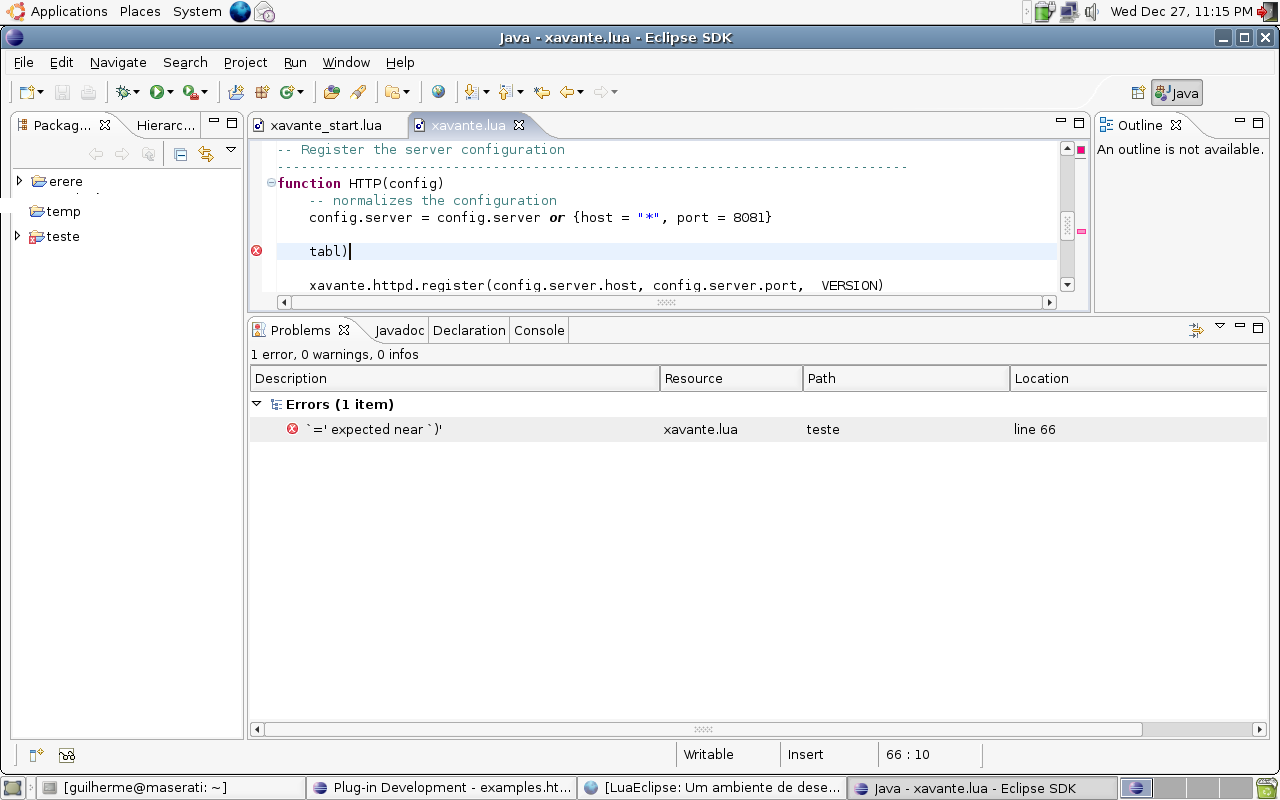 Applications Places System Wed Dec 27, 11:15 PM
Java - xavante.lua - Eclipse SDK
File Edit Navigate Search Project Run Window Help
Java
Packag... Hierarc...
erere
temp
teste
xavante_start.lua xavante.lua
-- Register the server configuration
-------------------------------------------------------------------------------
function HTTP(config)
-- normalizes the configuration
config.server = config.server or {host = "*", port = 8081}
tabl)
xavante.httpd.register(config.server.host, config.server.port, VERSION)
Outline
An outline is not available.
Problems Javadoc Declaration Console
1 error, 0 warnings, 0 infos
Description Resource Path Location
Errors (1 item)
`=' expected near `)' xavante.lua teste line 66
Writable Insert 66 : 10
[guilherme@maserati: ~] Plug-in Development - examples.ht... [LuaEclipse: Um ambiente de dese... Java - xavante.lua - Eclipse SDK